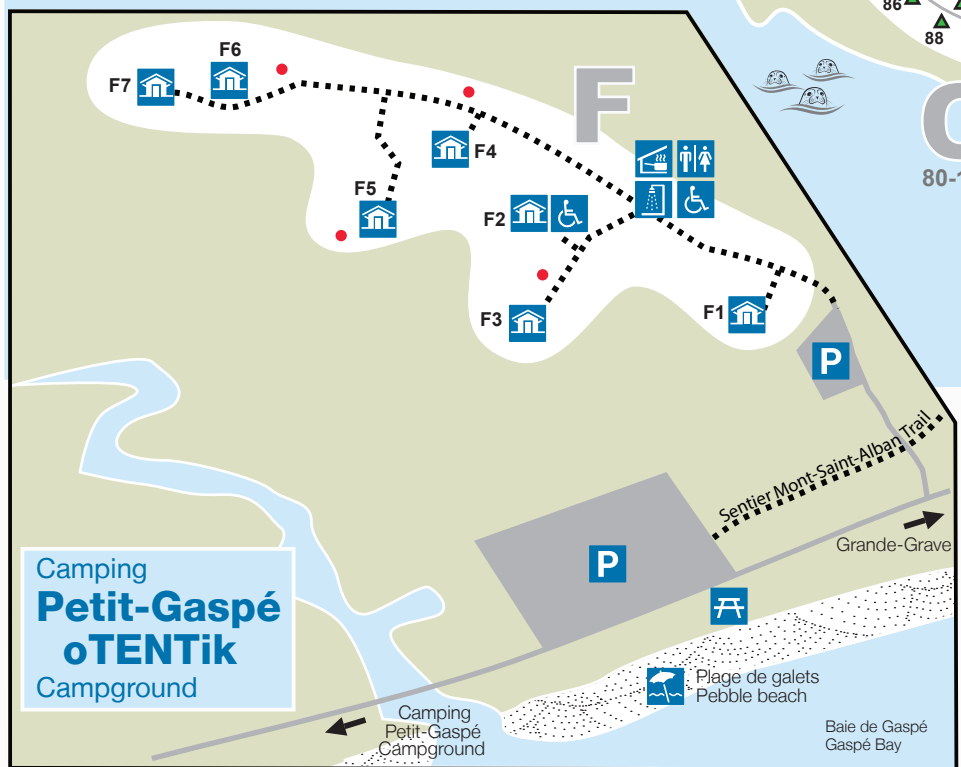 86
88
F6
F7
F
F4
C
80-1
F5
F2
F3
F1
P
Sentier Mont-Saint-Alban Trail
Grande-Grave
P
Camping
Petit-Gaspé
oTENTik
Campground
Plage de galets
Pebble beach
Camping
Petit-Gaspé
Campground
Baie de Gaspé
Gaspé Bay